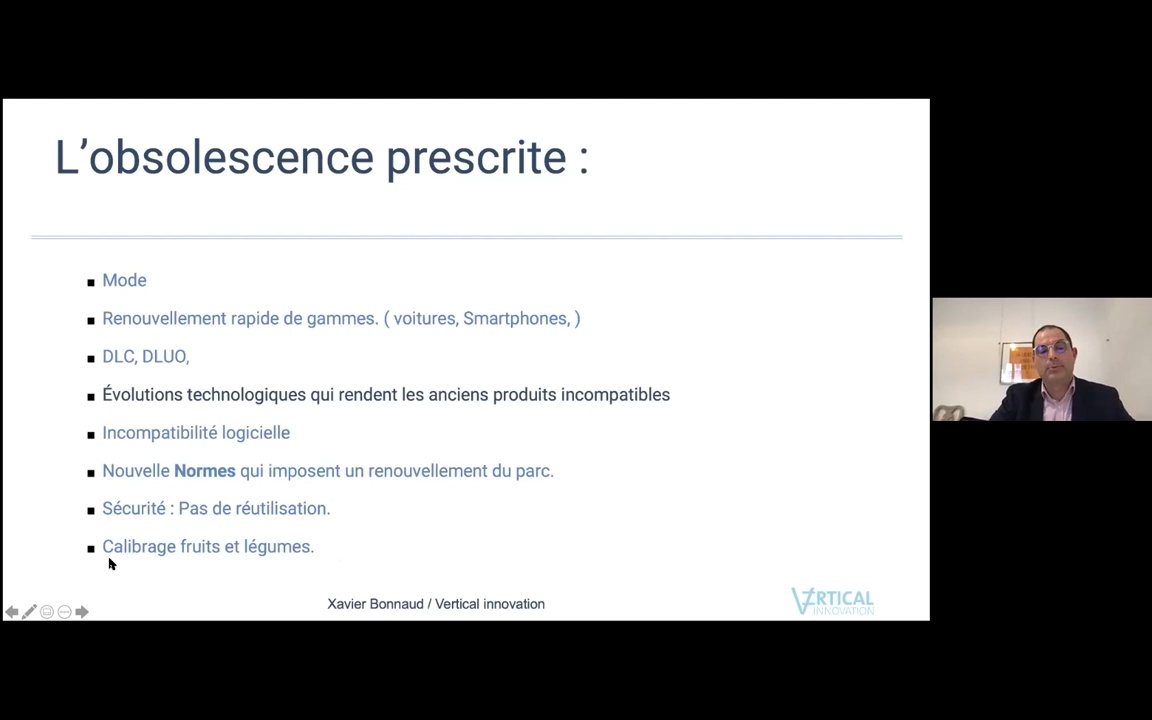 L'obsolescence prescrite :
Mode
Renouvellement rapide de gammes. ( voitures, Smartphones, )
DLC, DLUO,
Évolutions technologiques qui rendent les anciens produits incompatibles
Incompatibilité logicielle
Nouvelle Normes qui imposent un renouvellement du parc.
Sécurité : Pas de réutilisation.
Calibrage fruits et légumes.
Xavier Bonnaud / Vertical innovation
VERTICAL
INNOVATION